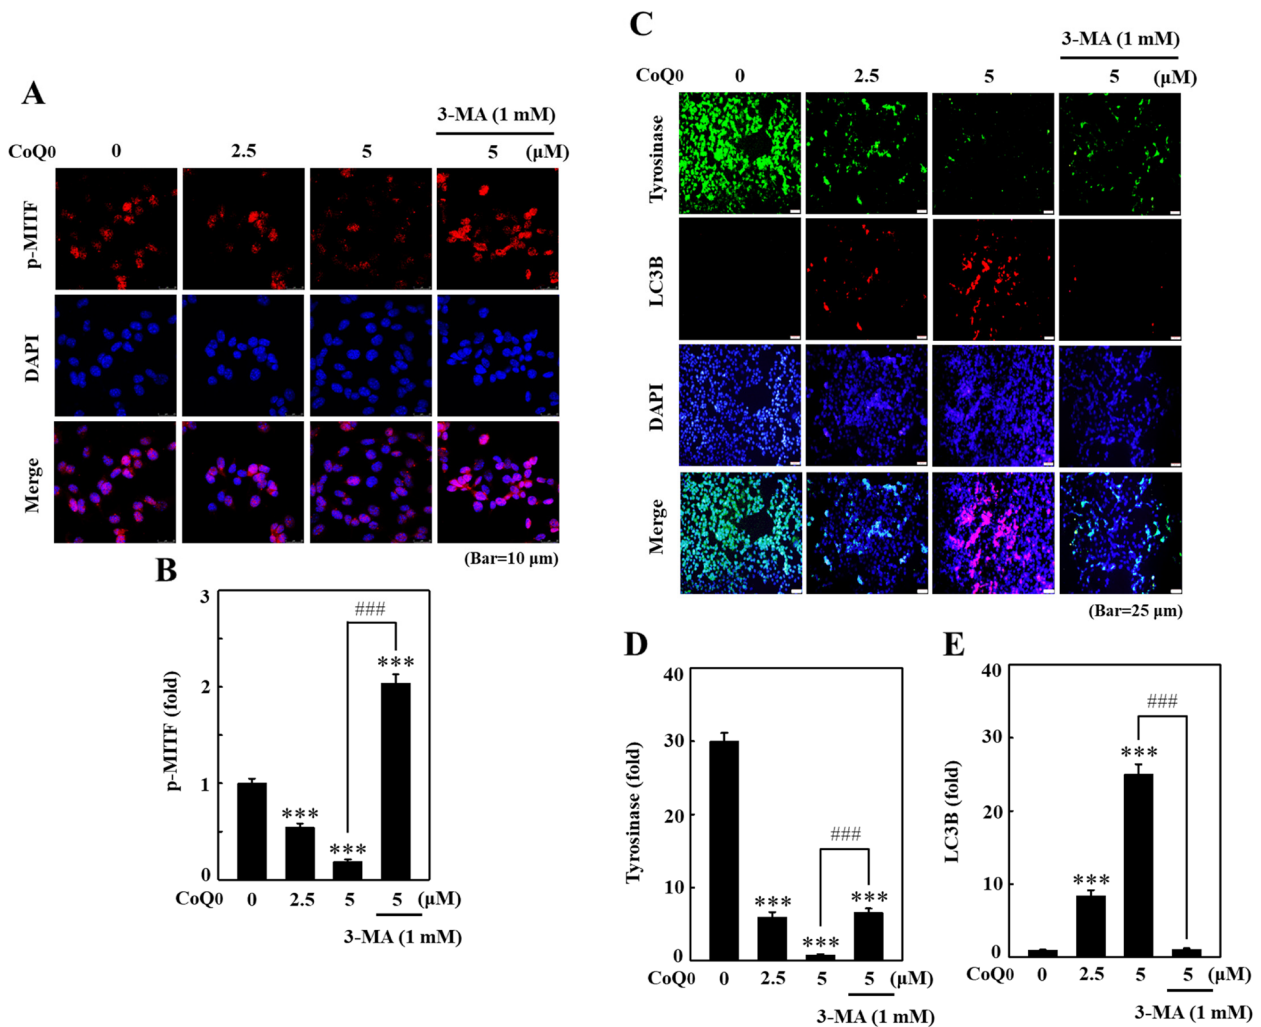 A
3-MA (1 mM)
CoQ0 0 2.5 5 5 (μM)
p-MITF
DAPI
Merge
(Bar=10 μm)
B
3
2
1
0
p-MITF (fold)
***
***
***
###
CoQ0 0 2.5 5 5 (μM)
3-MA (1 mM)
C
3-MA (1 mM)
CoQ0 0 2.5 5 5 (μM)
Tyrosinase
LC3B
DAPI
Merge
(Bar=25 μm)
D
40
30
20
10
0
Tyrosinase (fold)
***
***
***
###
CoQ0 0 2.5 5 5 (μM)
3-MA (1 mM)
E
40
30
20
10
0
LC3B (fold)
***
***
###
CoQ0 0 2.5 5 5 (μM)
3-MA (1 mM)